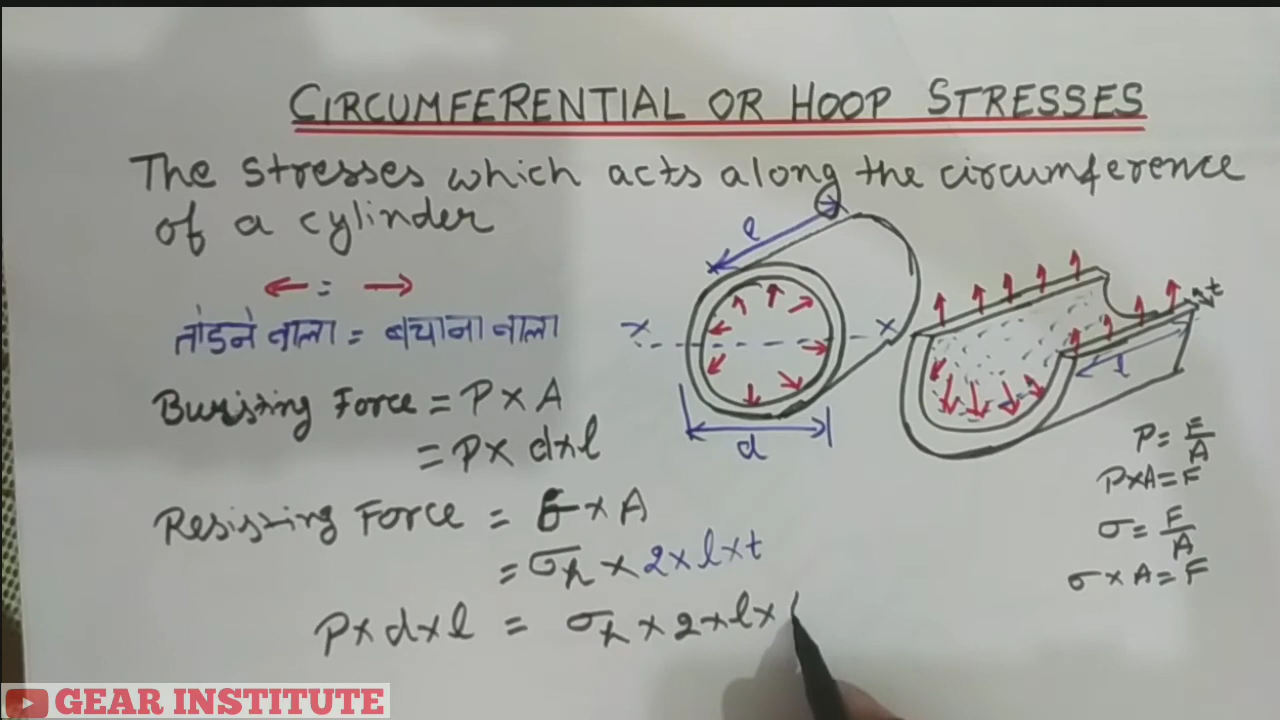 CIRCUMFERENTIAL OR HOOP STRESSES
The stresses which acts along the circumference
of a cylinder
← = →
तोडने वाला = बचाना वाला
Bursting Force = P × A
= P × d × l
Resisting Force = σ × A
= σh × 2 × l × t
P × d × l = σh × 2 × l ×
l
x
x
d
t
l
P = F/A
P×A = F
σ = F/A
σ × A = F
GEAR INSTITUTE